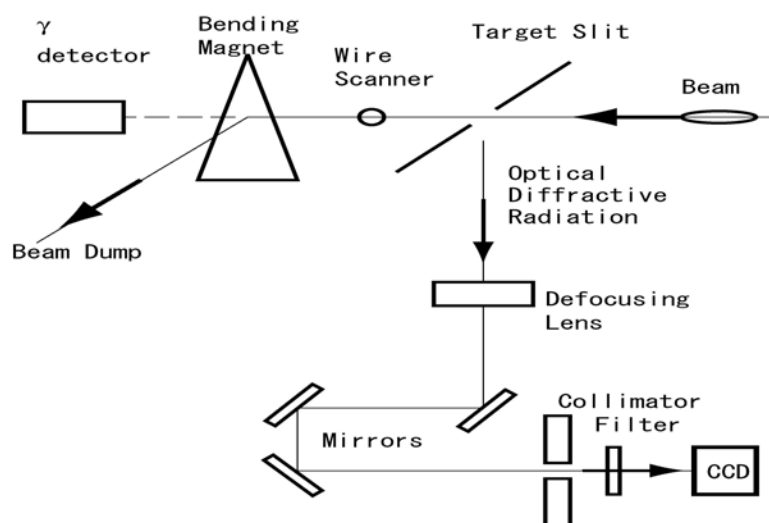 γ
detector
Bending
Magnet
Wire
Scanner
Target Slit
Beam
Optical
Diffractive
Radiation
Beam Dump
Defocusing
Lens
Collimator
Filter
Mirrors
CCD